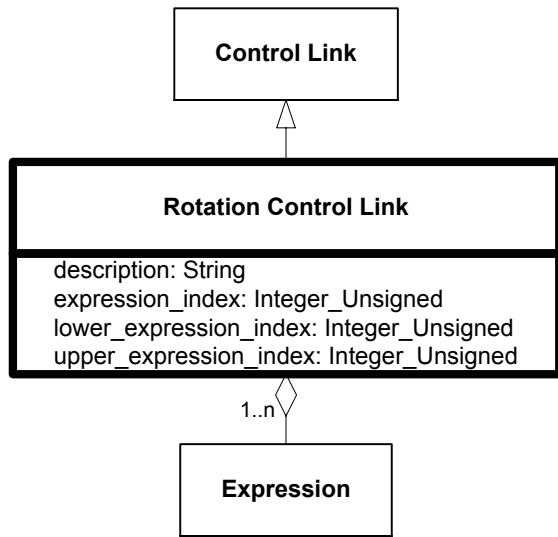 Control Link
Rotation Control Link
description: String
expression_index: Integer_Unsigned
lower_expression_index: Integer_Unsigned
upper_expression_index: Integer_Unsigned
1..n
Expression